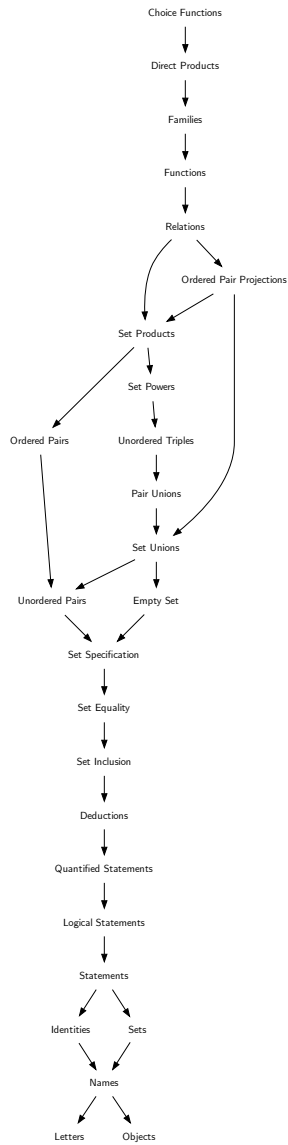 Choice Functions
Direct Products
Families
Functions
Relations
Ordered Pair Projections
Set Products
Set Powers
Ordered Pairs
Unordered Triples
Pair Unions
Set Unions
Unordered Pairs
Empty Set
Set Specification
Set Equality
Set Inclusion
Deductions
Quantified Statements
Logical Statements
Statements
Identities
Sets
Names
Letters
Objects